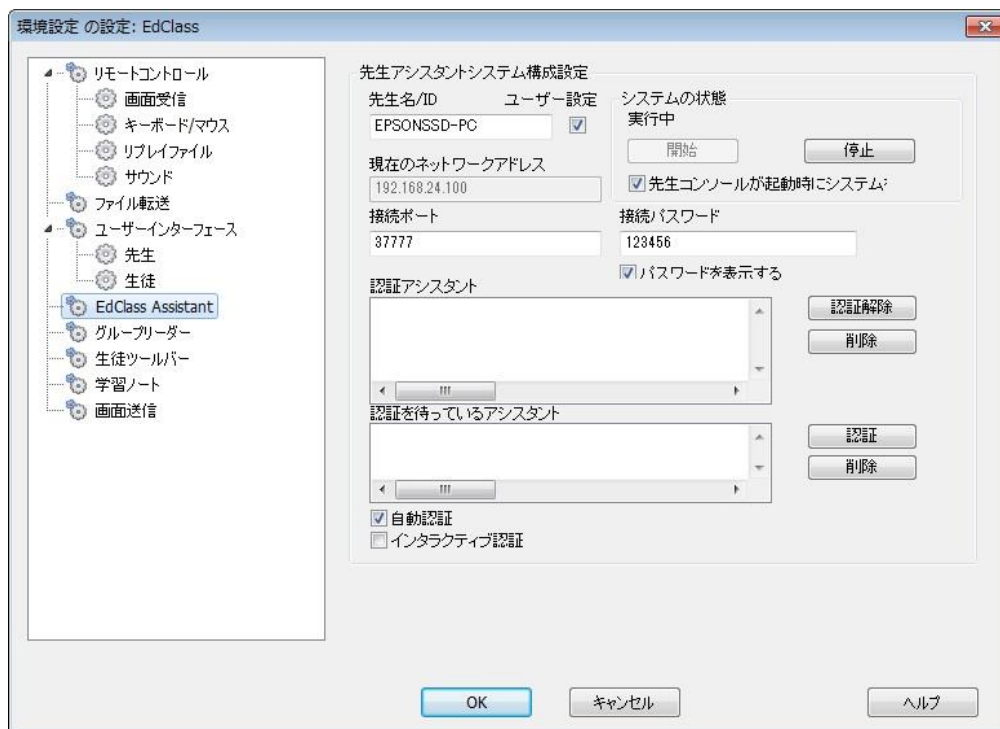 環境設定 の設定: EdClass
リモートコントロール
画面受信
キーボード/マウス
リプレイファイル
サウンド
ファイル転送
ユーザーインターフェース
先生
生徒
EdClass Assistant
グループリーダー
生徒ツールバー
学習ノート
画面送信
先生アシスタントシステム構成設定
先生名/ID ユーザー設定
EPSONSSD-PC
システムの状態
実行中
開始 停止
先生コンソールが起動時にシステム
現在のネットワークアドレス
192.168.24.100
接続ポート
37777
接続パスワード
123456
パスワードを表示する
認証アシスタント
認証解除
削除
認証を待っているアシスタント
認証
削除
自動認証
インタラクティブ認証
OK キャンセル ヘルプ